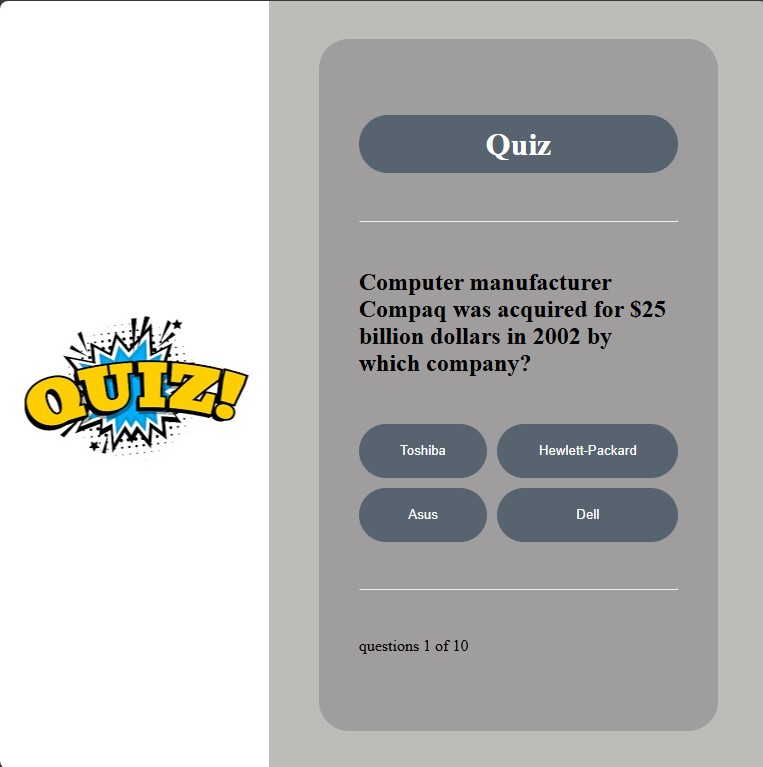 QUIZ!
Quiz
Computer manufacturer
Compaq was acquired for $25
billion dollars in 2002 by
which company?
Toshiba
Hewlett-Packard
Asus
Dell
questions 1 of 10